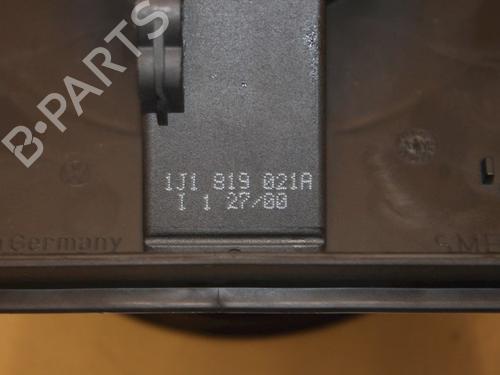 B-PARTS
1J1 819 021A
I 1 27/00
Germany